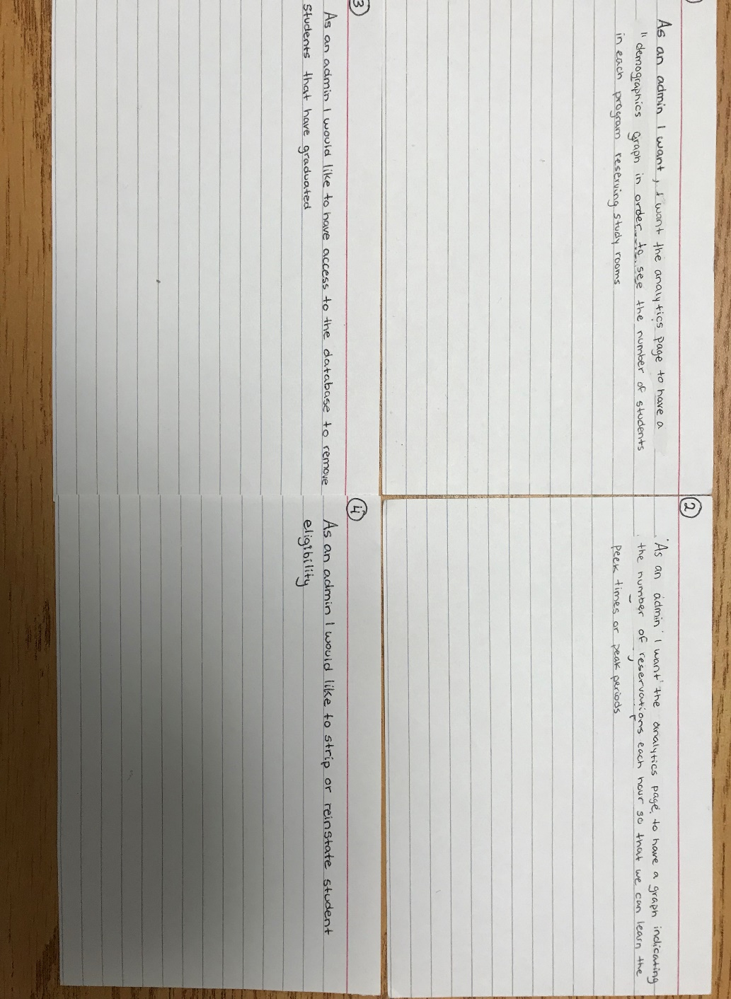 As an admin I want, I want the analytics page to have a
" demographics graph in order to see the number of students
in each program reserving study rooms
2
As an admin I want the analytics page to have a graph indicating
the number of reservations each hour so that we can learn the
peek times or peak periods
3
As an admin I would like to have access to the database to remove
students that have graduated
4
As an admin I would like to strip or reinstate student
eligibility